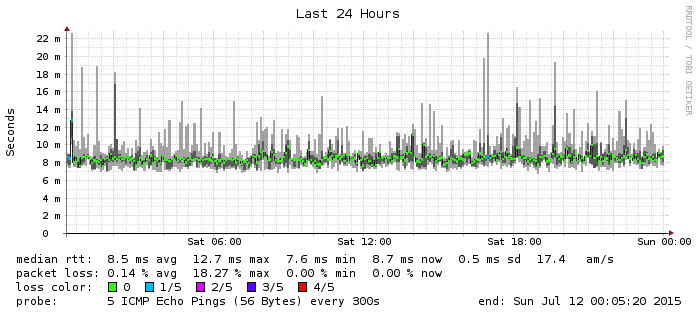 Last 24 Hours
RRDTOOL / TOBI OETIKER
Seconds
22 m
20 m
18 m
16 m
14 m
12 m
10 m
8 m
6 m
4 m
2 m
0
Sat 06:00 Sat 12:00 Sat 18:00 Sun 00:00
median rtt: 8.5 ms avg 12.7 ms max 7.6 ms min 8.7 ms now 0.5 ms sd 17.4 am/s
packet loss: 0.14 % avg 18.27 % max 0.00 % min 0.00 % now
loss color: 0 1/5 2/5 3/5 4/5
probe: 5 ICMP Echo Pings (56 Bytes) every 300s end: Sun Jul 12 00:05:20 2015